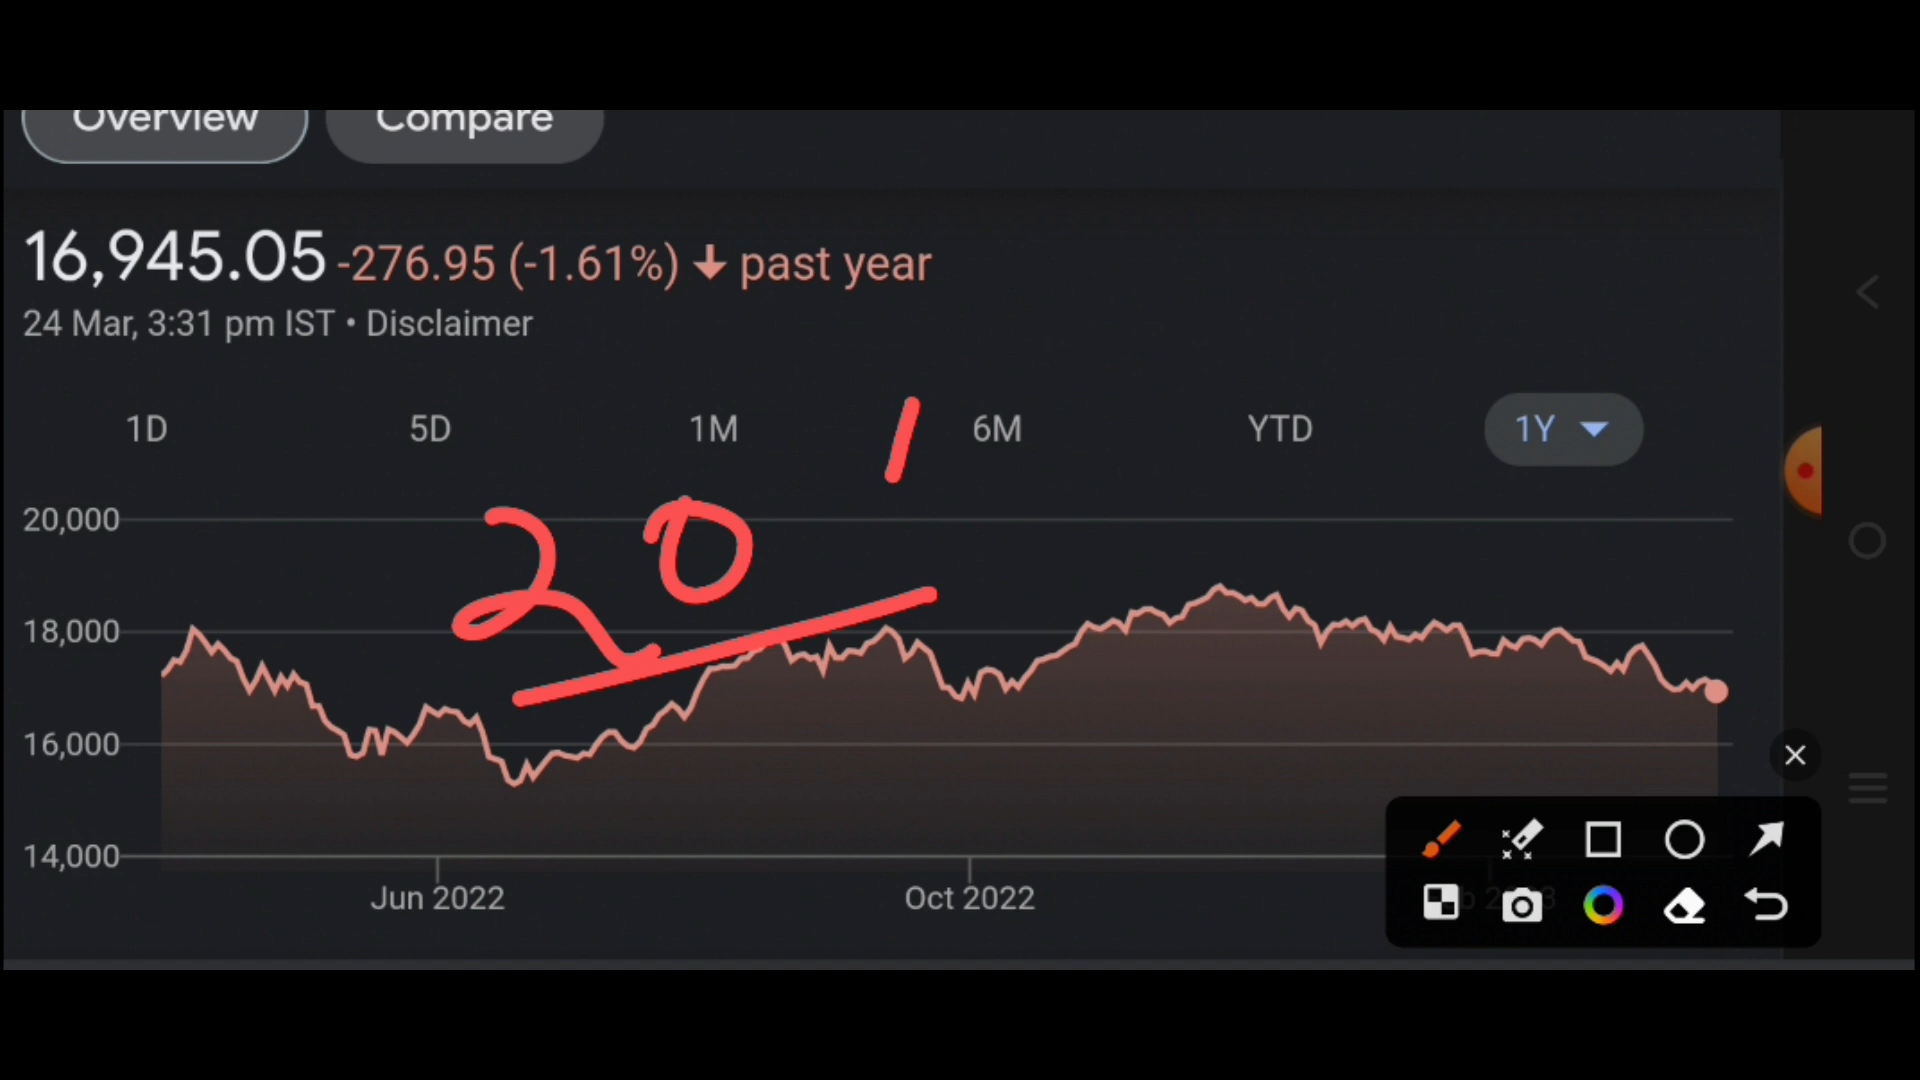 Overview Compare
16,945.05 -276.95 (-1.61%) ↓ past year
24 Mar, 3:31 pm IST • Disclaimer
1D 5D 1M 6M YTD 1Y
20
20,000
18,000
16,000
14,000
Jun 2022 Oct 2022